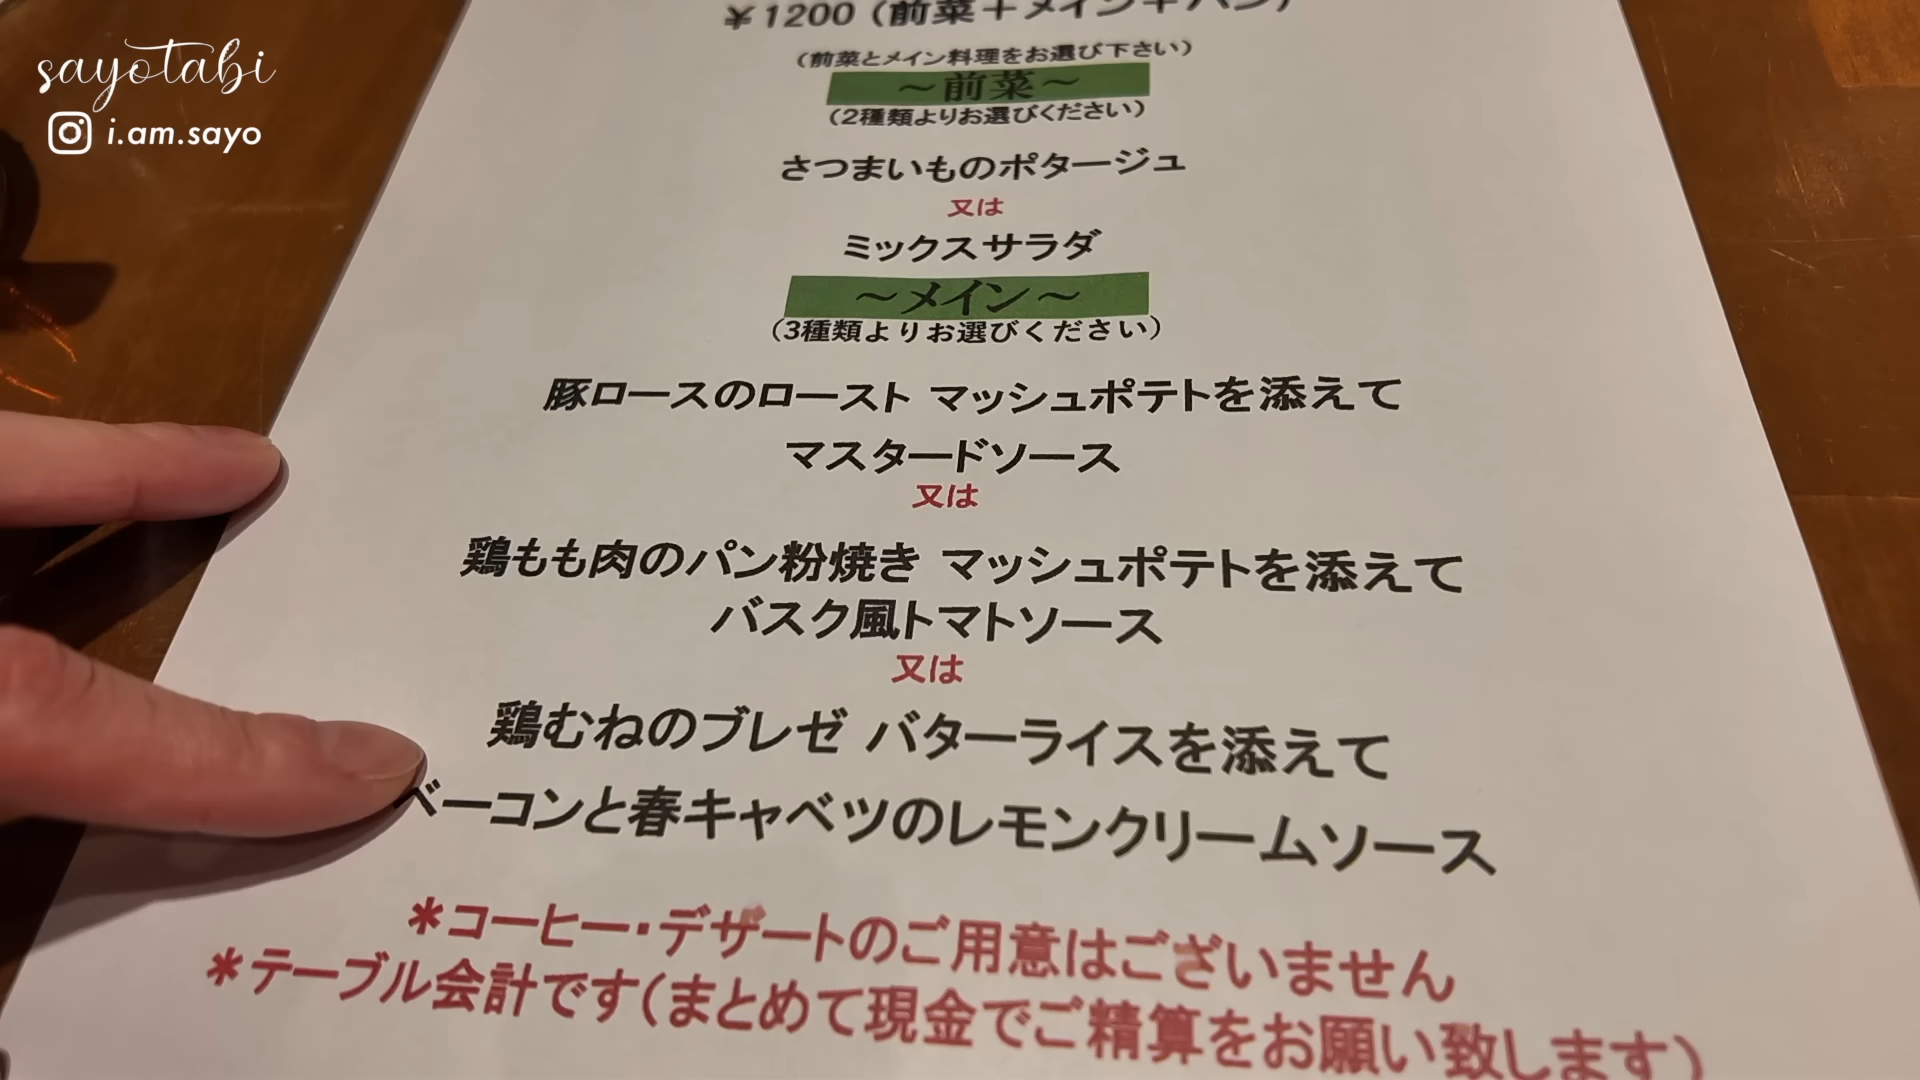 sayotabi
i.am.sayo
¥1200(前菜+メイン+パン)
(前菜とメイン料理をお選び下さい)
～前菜～
(2種類よりお選びください)
さつまいものポタージュ
又は
ミックスサラダ
～メイン～
(3種類よりお選びください)
豚ロースのロースト マッシュポテトを添えて
マスタードソース
又は
鶏もも肉のパン粉焼き マッシュポテトを添えて
バスク風トマトソース
又は
鶏むねのブレゼ バターライスを添えて
ベーコンと春キャベツのレモンクリームソース
*コーヒー・デザートのご用意はございません
*テーブル会計です(まとめて現金でご精算をお願い致します)